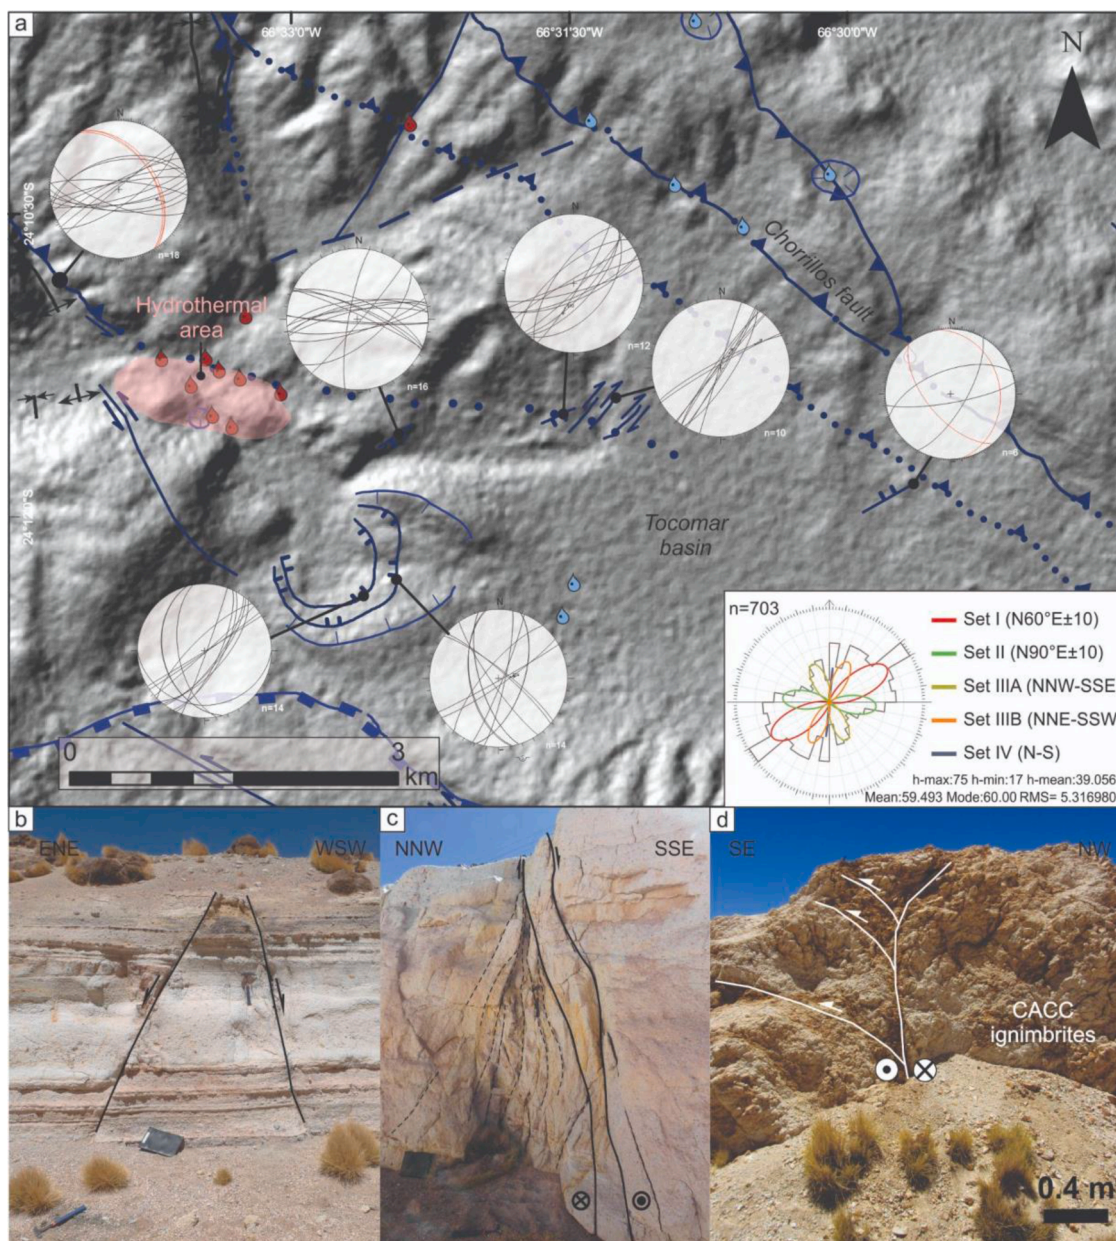 a
66°33'0"W
66°31'30"W
66°30'0"W
N
N
24°10'30"S
n=18
Hydrothermal
area
N
n=16
N
n=12
N
n=10
Chorrillos fault
N
n=6
Tocomar
basin
n=14
N
n=14
0
3
km
n=703
Set I (N60°E±10)
Set II (N90°E±10)
Set IIIA (NNW-SSE
Set IIIB (NNE-SSW
Set IV (N-S)
h-max:75 h-min:17 h-mean:39.056
Mean:59.493 Mode:60.00 RMS= 5.316980
b
ENE
WSW
c
NNW
SSE
d
SE
NW
CACC
ignimbrites
0.4 m